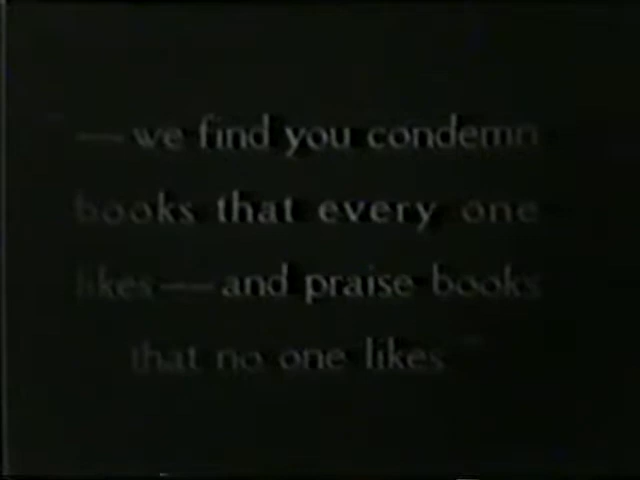 —we find you condemn
books that every one
likes—and praise books
that no one likes."